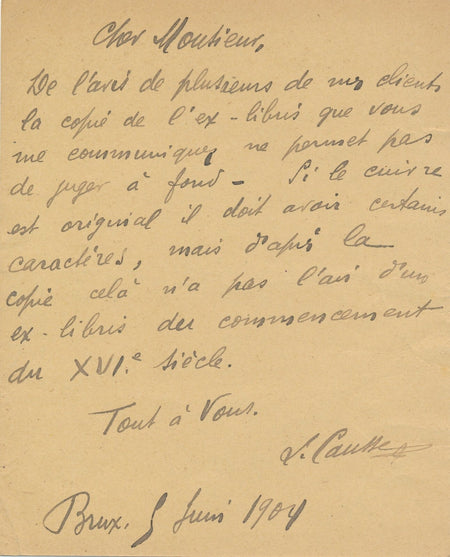 Cher Monsieur,
De l'avis de plusieurs de mes clients
la copie de l'ex-libris que vous
me communiquez ne permet pas
de juger à fond - Si le cuivre
est original il doit avoir certains
caractères, mais d'après la
copie celà n'a pas l'air d'un
ex-libris du commencement
du XVI.e siècle.
Tout à Vous.
Causse
Brux. 5 Juin 1904